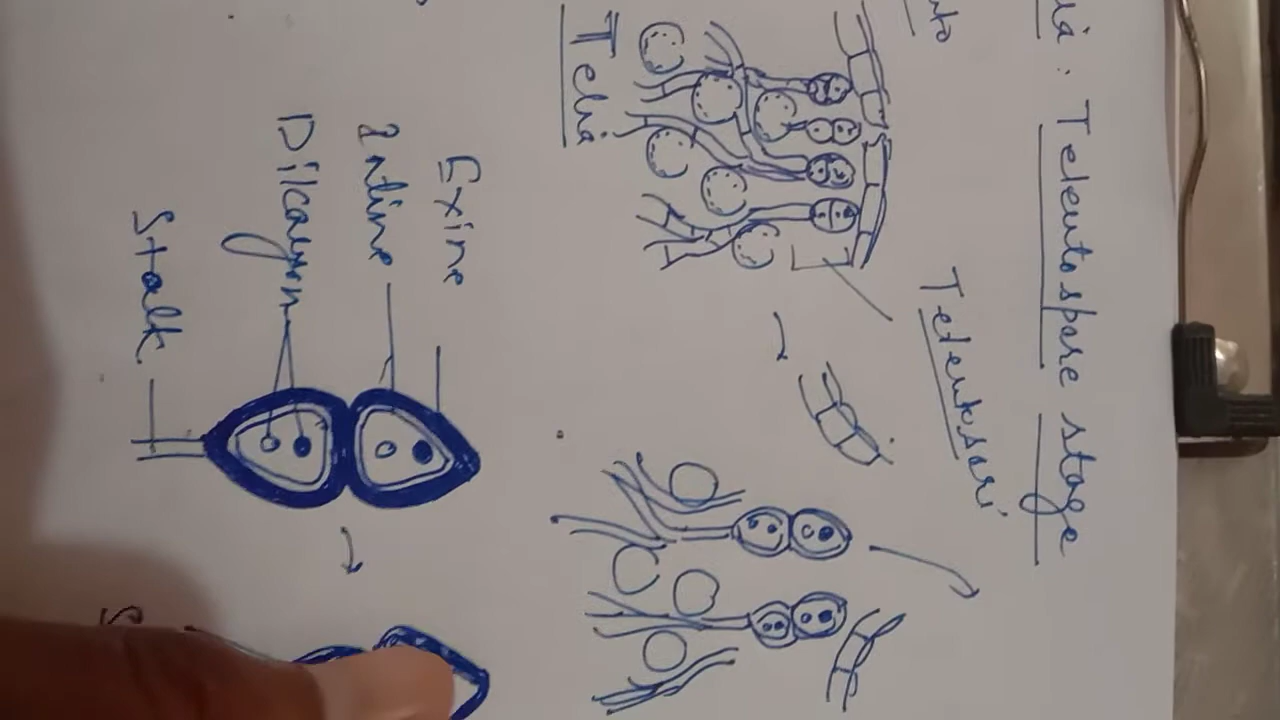 Teleutospore stage
Teleutosori
Telia
Exine
Intine
Dikaryon
Stalk